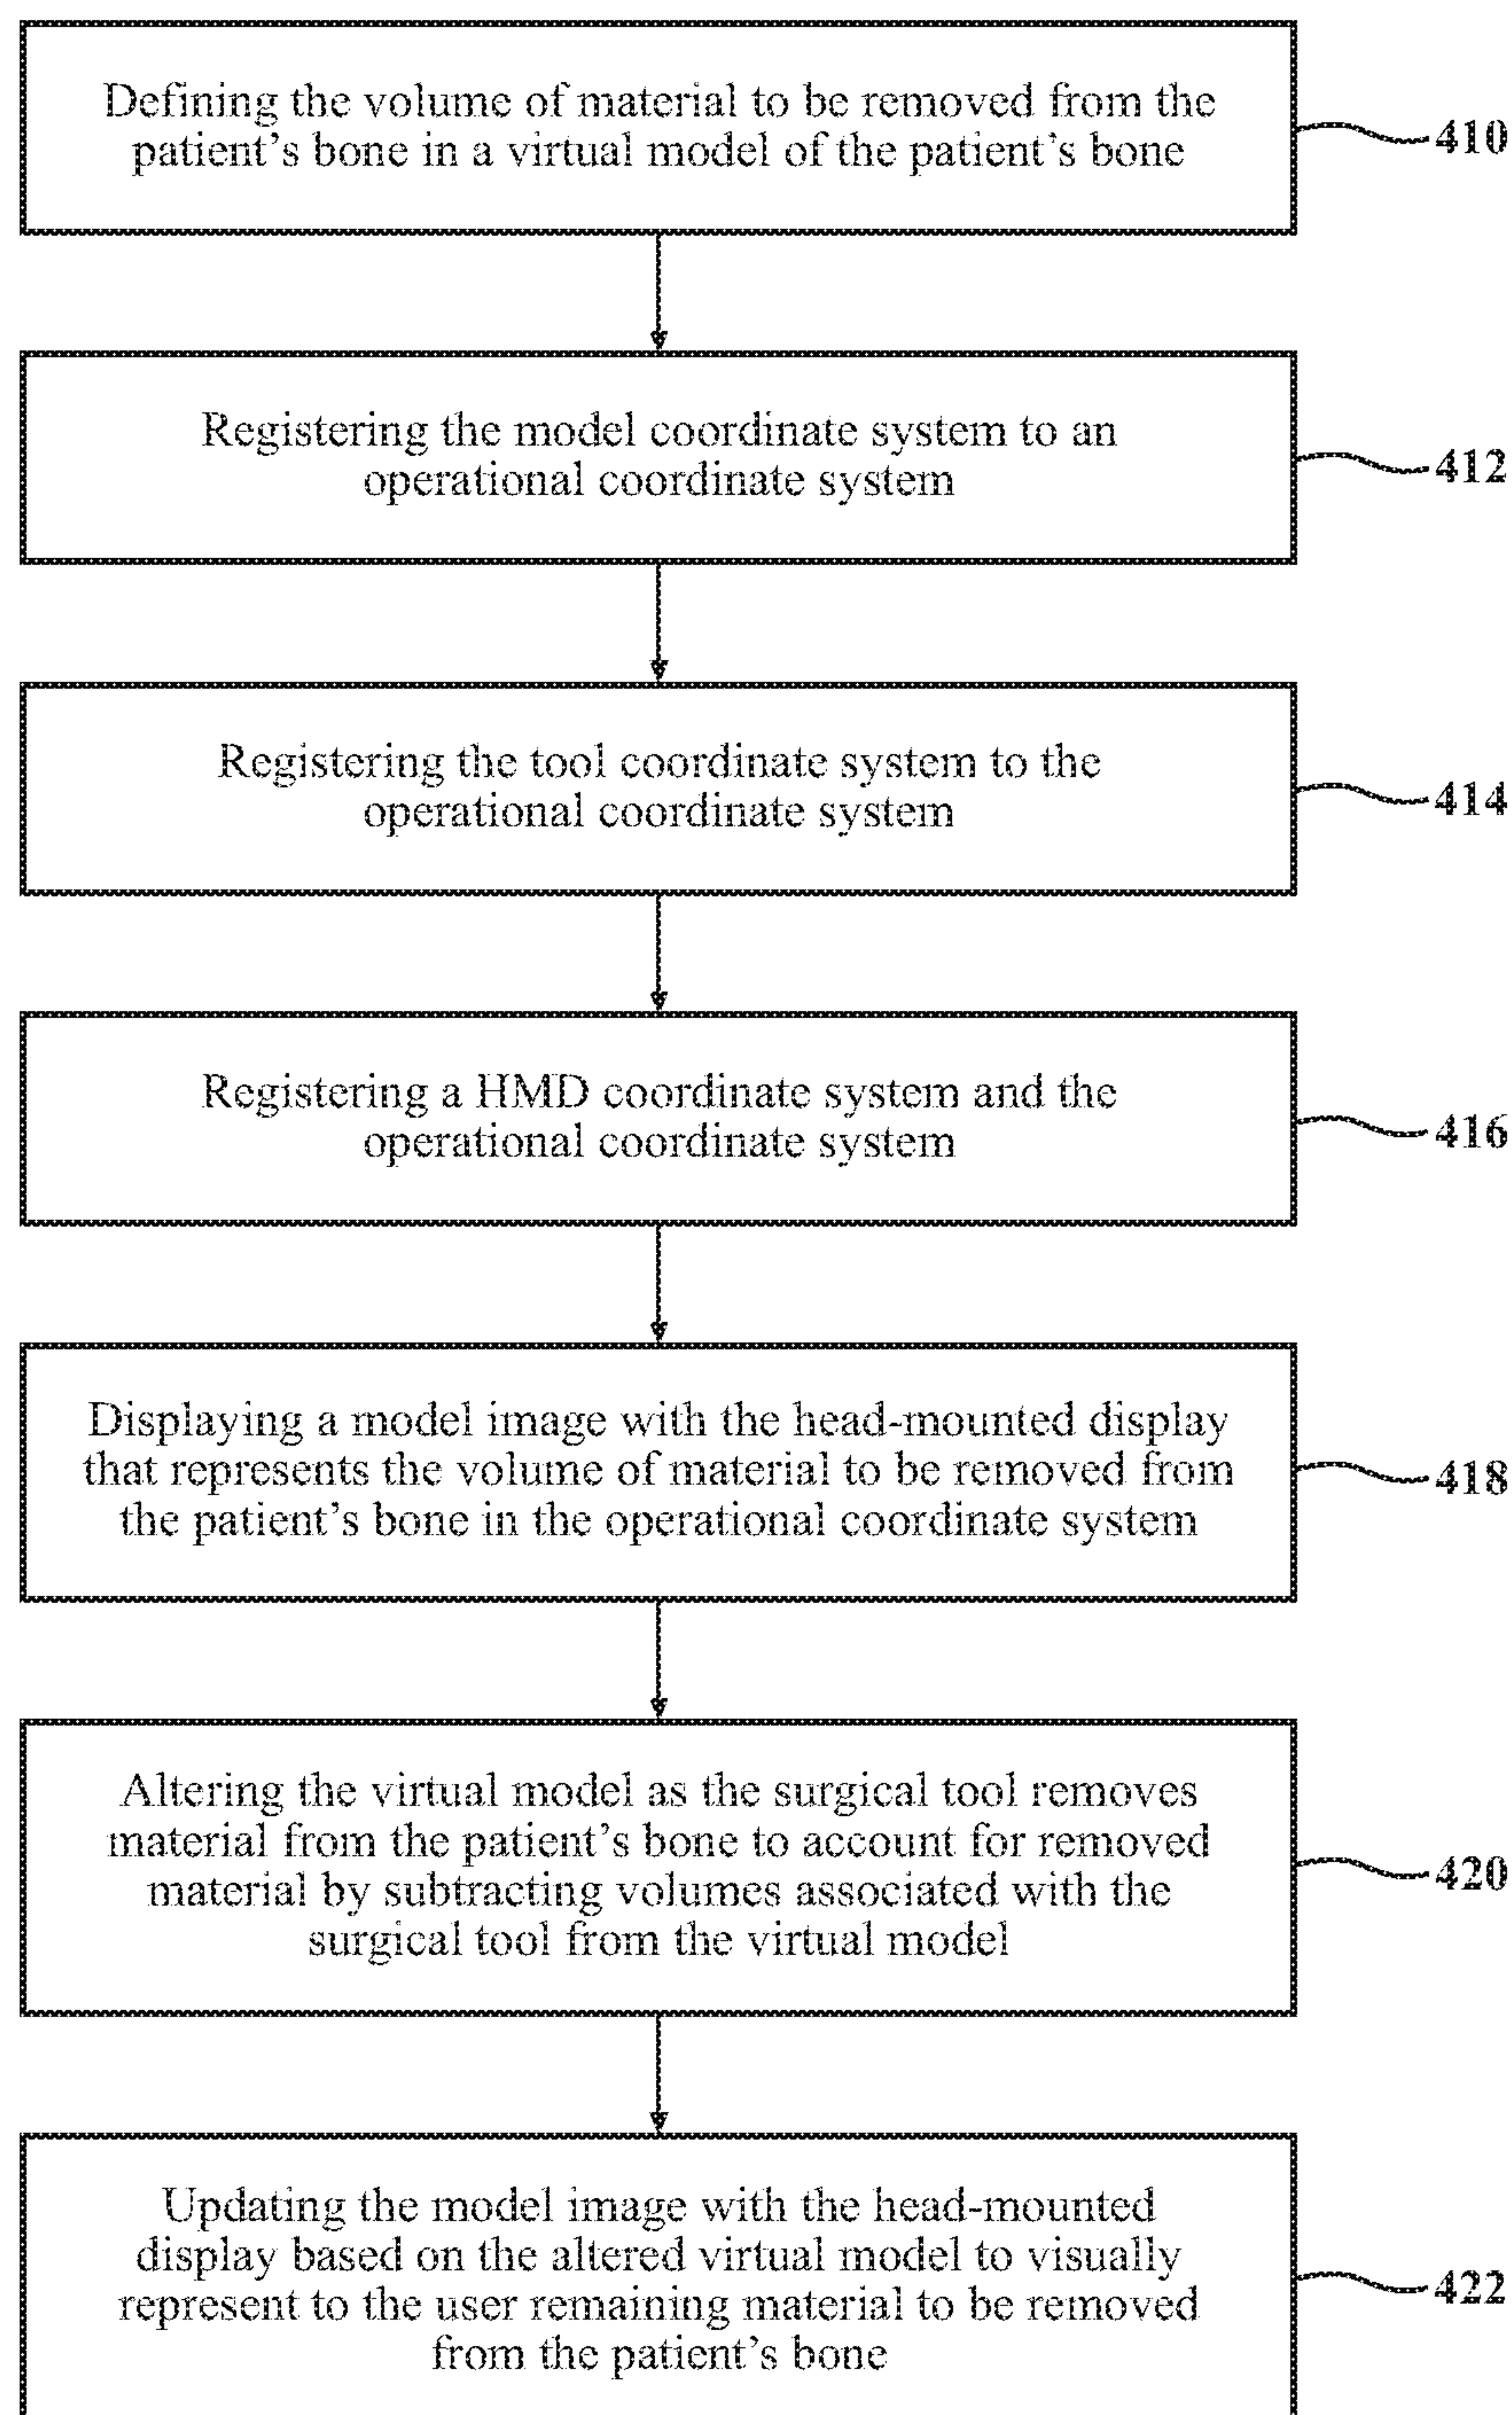 Defining the volume of material to be removed from the
patient's bone in a virtual model of the patient's bone
410
Registering the model coordinate system to an
operational coordinate system
412
Registering the tool coordinate system to the
operational coordinate system
414
Registering a HMD coordinate system and the
operational coordinate system
416
Displaying a model image with the head-mounted display
that represents the volume of material to be removed from
the patient's bone in the operational coordinate system
418
Altering the virtual model as the surgical tool removes
material from the patient's bone to account for removed
material by subtracting volumes associated with the
surgical tool from the virtual model
420
Updating the model image with the head-mounted
display based on the altered virtual model to visually
represent to the user remaining material to be removed
from the patient's bone
422